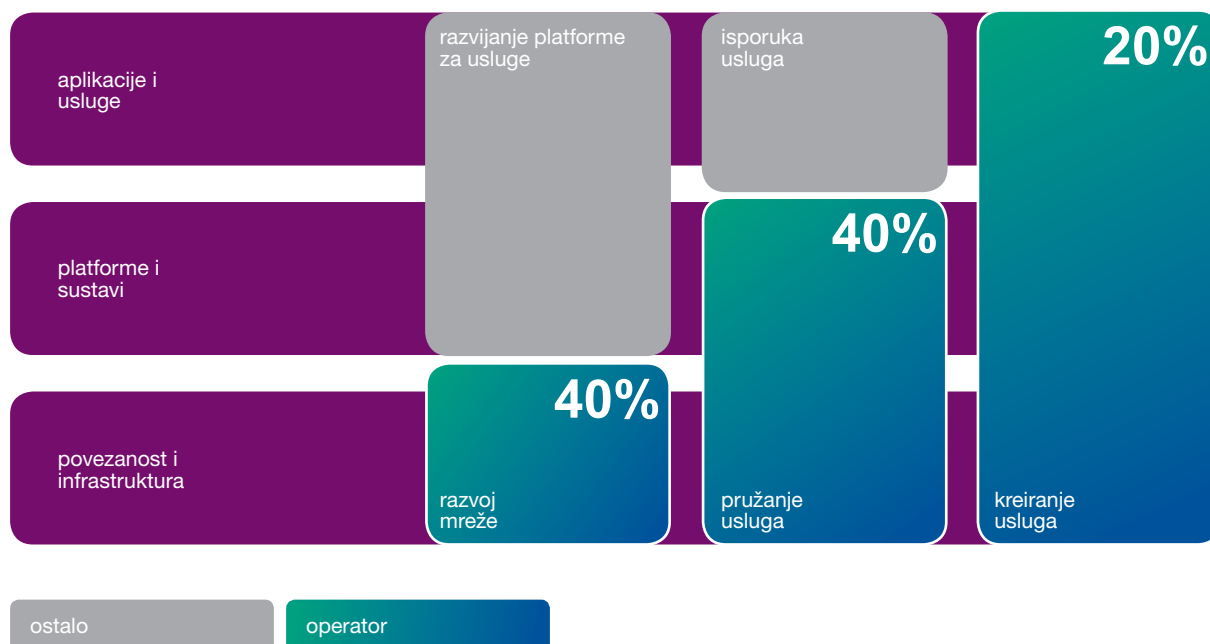 aplikacije i
usluge
razvijanje platforme
za usluge
isporuka
usluga
20%
platforme i
sustavi
40%
povezanost i
infrastruktura
40%
razvoj
mreže
pružanje
usluga
kreiranje
usluga
ostalo
operator